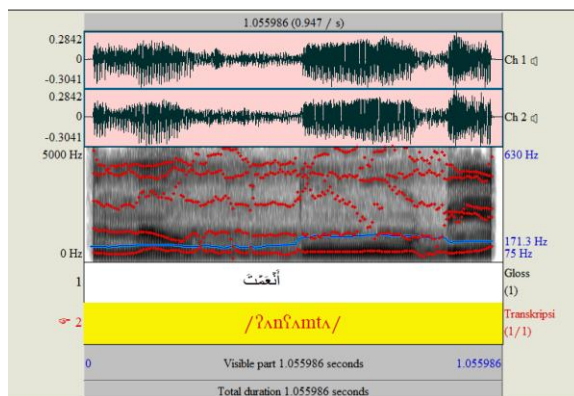 1.055986 (0.947 / s)
0.2842
0
-0.3041
Ch 1
0.2842
0
-0.3041
Ch 2
5000 Hz
630 Hz
171.3 Hz
0 Hz
75 Hz
1 أَنْعَمْتَ Gloss
(1)
2 /ʔʌnʕʌmtʌ/ Transkripsi
(1/1)
0 Visible part 1.055986 seconds 1.055986
Total duration 1.055986 seconds